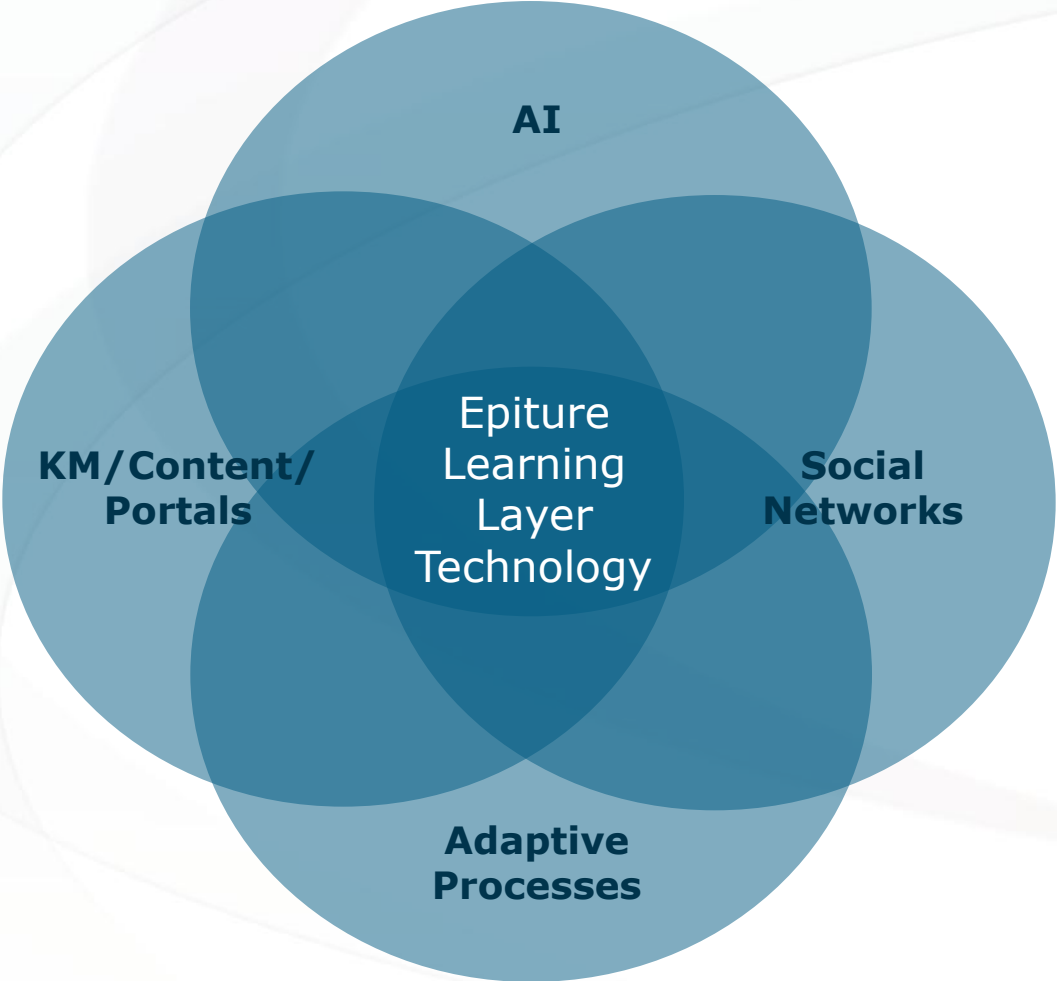 AI
KM/Content/
Portals
Epiture
Learning
Layer
Technology
Social
Networks
Adaptive
Processes